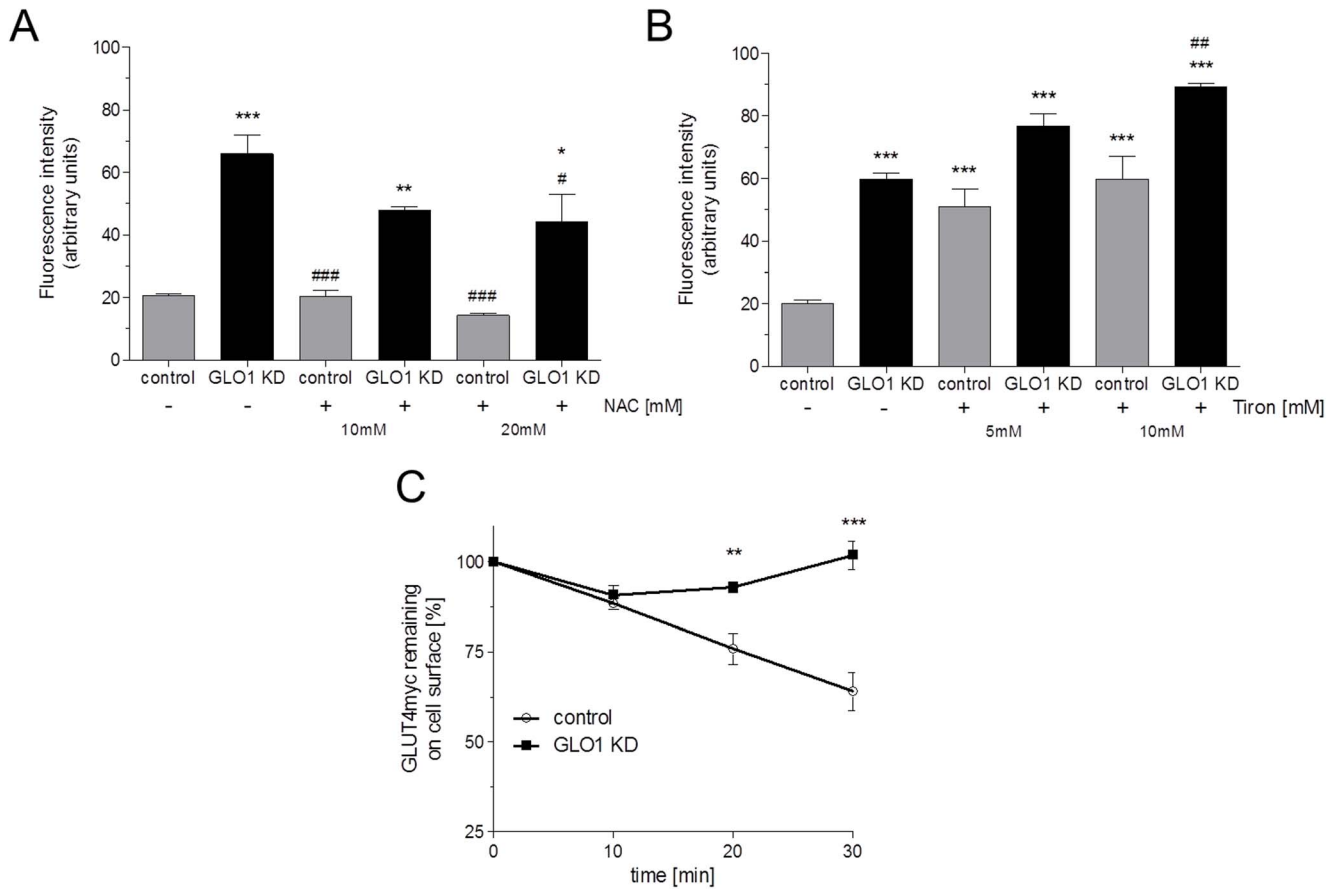 A
Fluorescence intensity
(arbitrary units)
100
80
60
40
20
0
***
###
**
###
*
#
control GLO1 KD control GLO1 KD control GLO1 KD
- - + + + + NAC [mM]
10mM 20mM
B
Fluorescence intensity
(arbitrary units)
100
80
60
40
20
0
***
***
***
***
##
***
control GLO1 KD control GLO1 KD control GLO1 KD
- - + + + + Tiron [mM]
5mM 10mM
C
GLUT4myc remaining
on cell surface [%]
100
75
50
25
**
***
control
GLO1 KD
0 10 20 30
time [min]